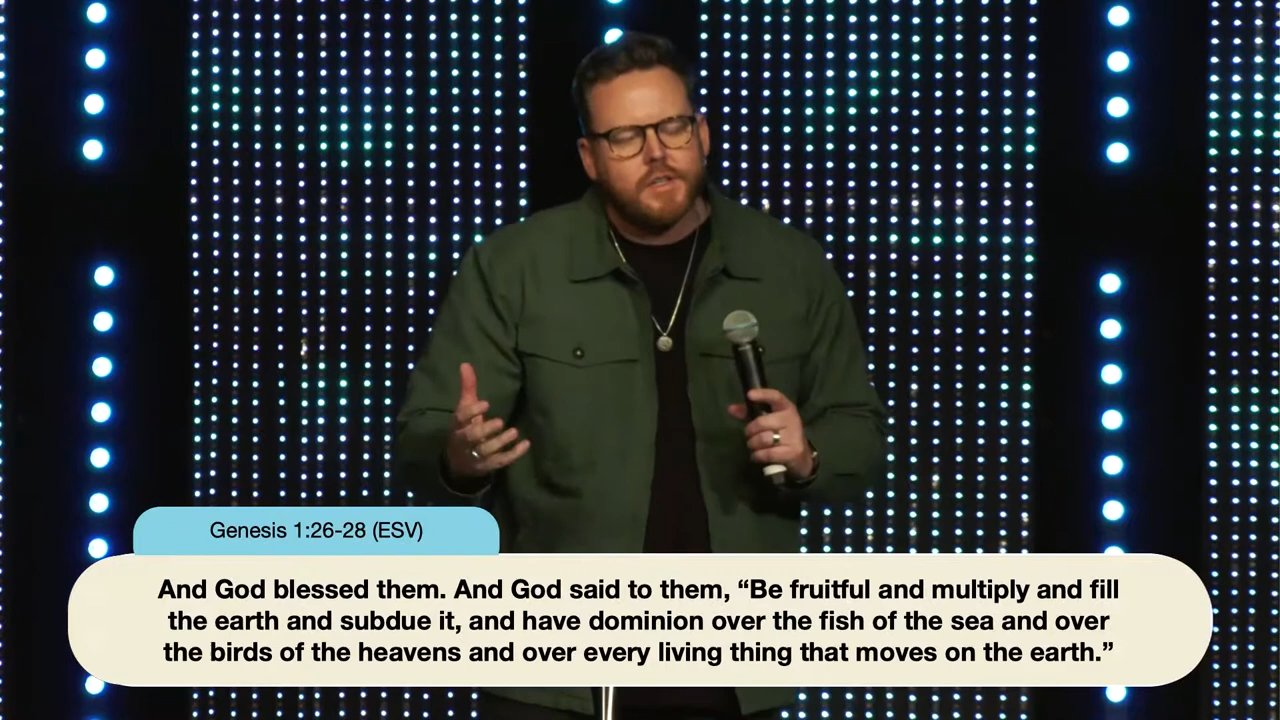 Genesis 1:26-28 (ESV)
And God blessed them. And God said to them, “Be fruitful and multiply and fill
the earth and subdue it, and have dominion over the fish of the sea and over
the birds of the heavens and over every living thing that moves on the earth.”